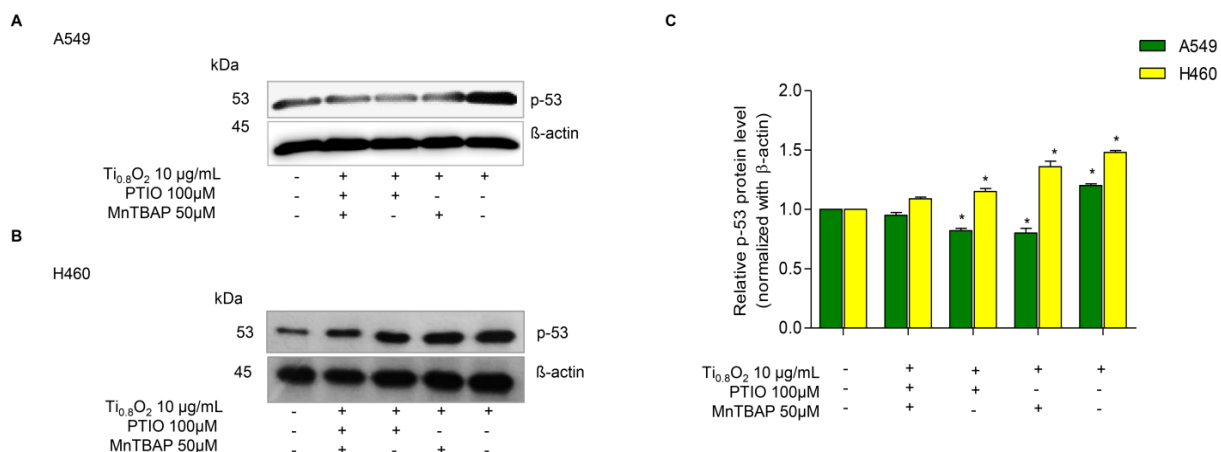 A
A549
kDa
53
p-53
45
ß-actin
Ti0.8O2 10 µg/mL - + + + +
PTIO 100µM - + + - -
MnTBAP 50µM - + - + -
B
H460
kDa
53
p-53
45
ß-actin
Ti0.8O2 10 µg/mL - + + + +
PTIO 100µM - + + - -
MnTBAP 50µM - + - + -
C
A549
H460
Relative p-53 protein level
(normalized with β-actin)
2.0
1.5
1.0
0.5
0.0
* * * * * *
Ti0.8O2 10 µg/mL - + + + +
PTIO 100µM - + + - -
MnTBAP 50µM - + - + -